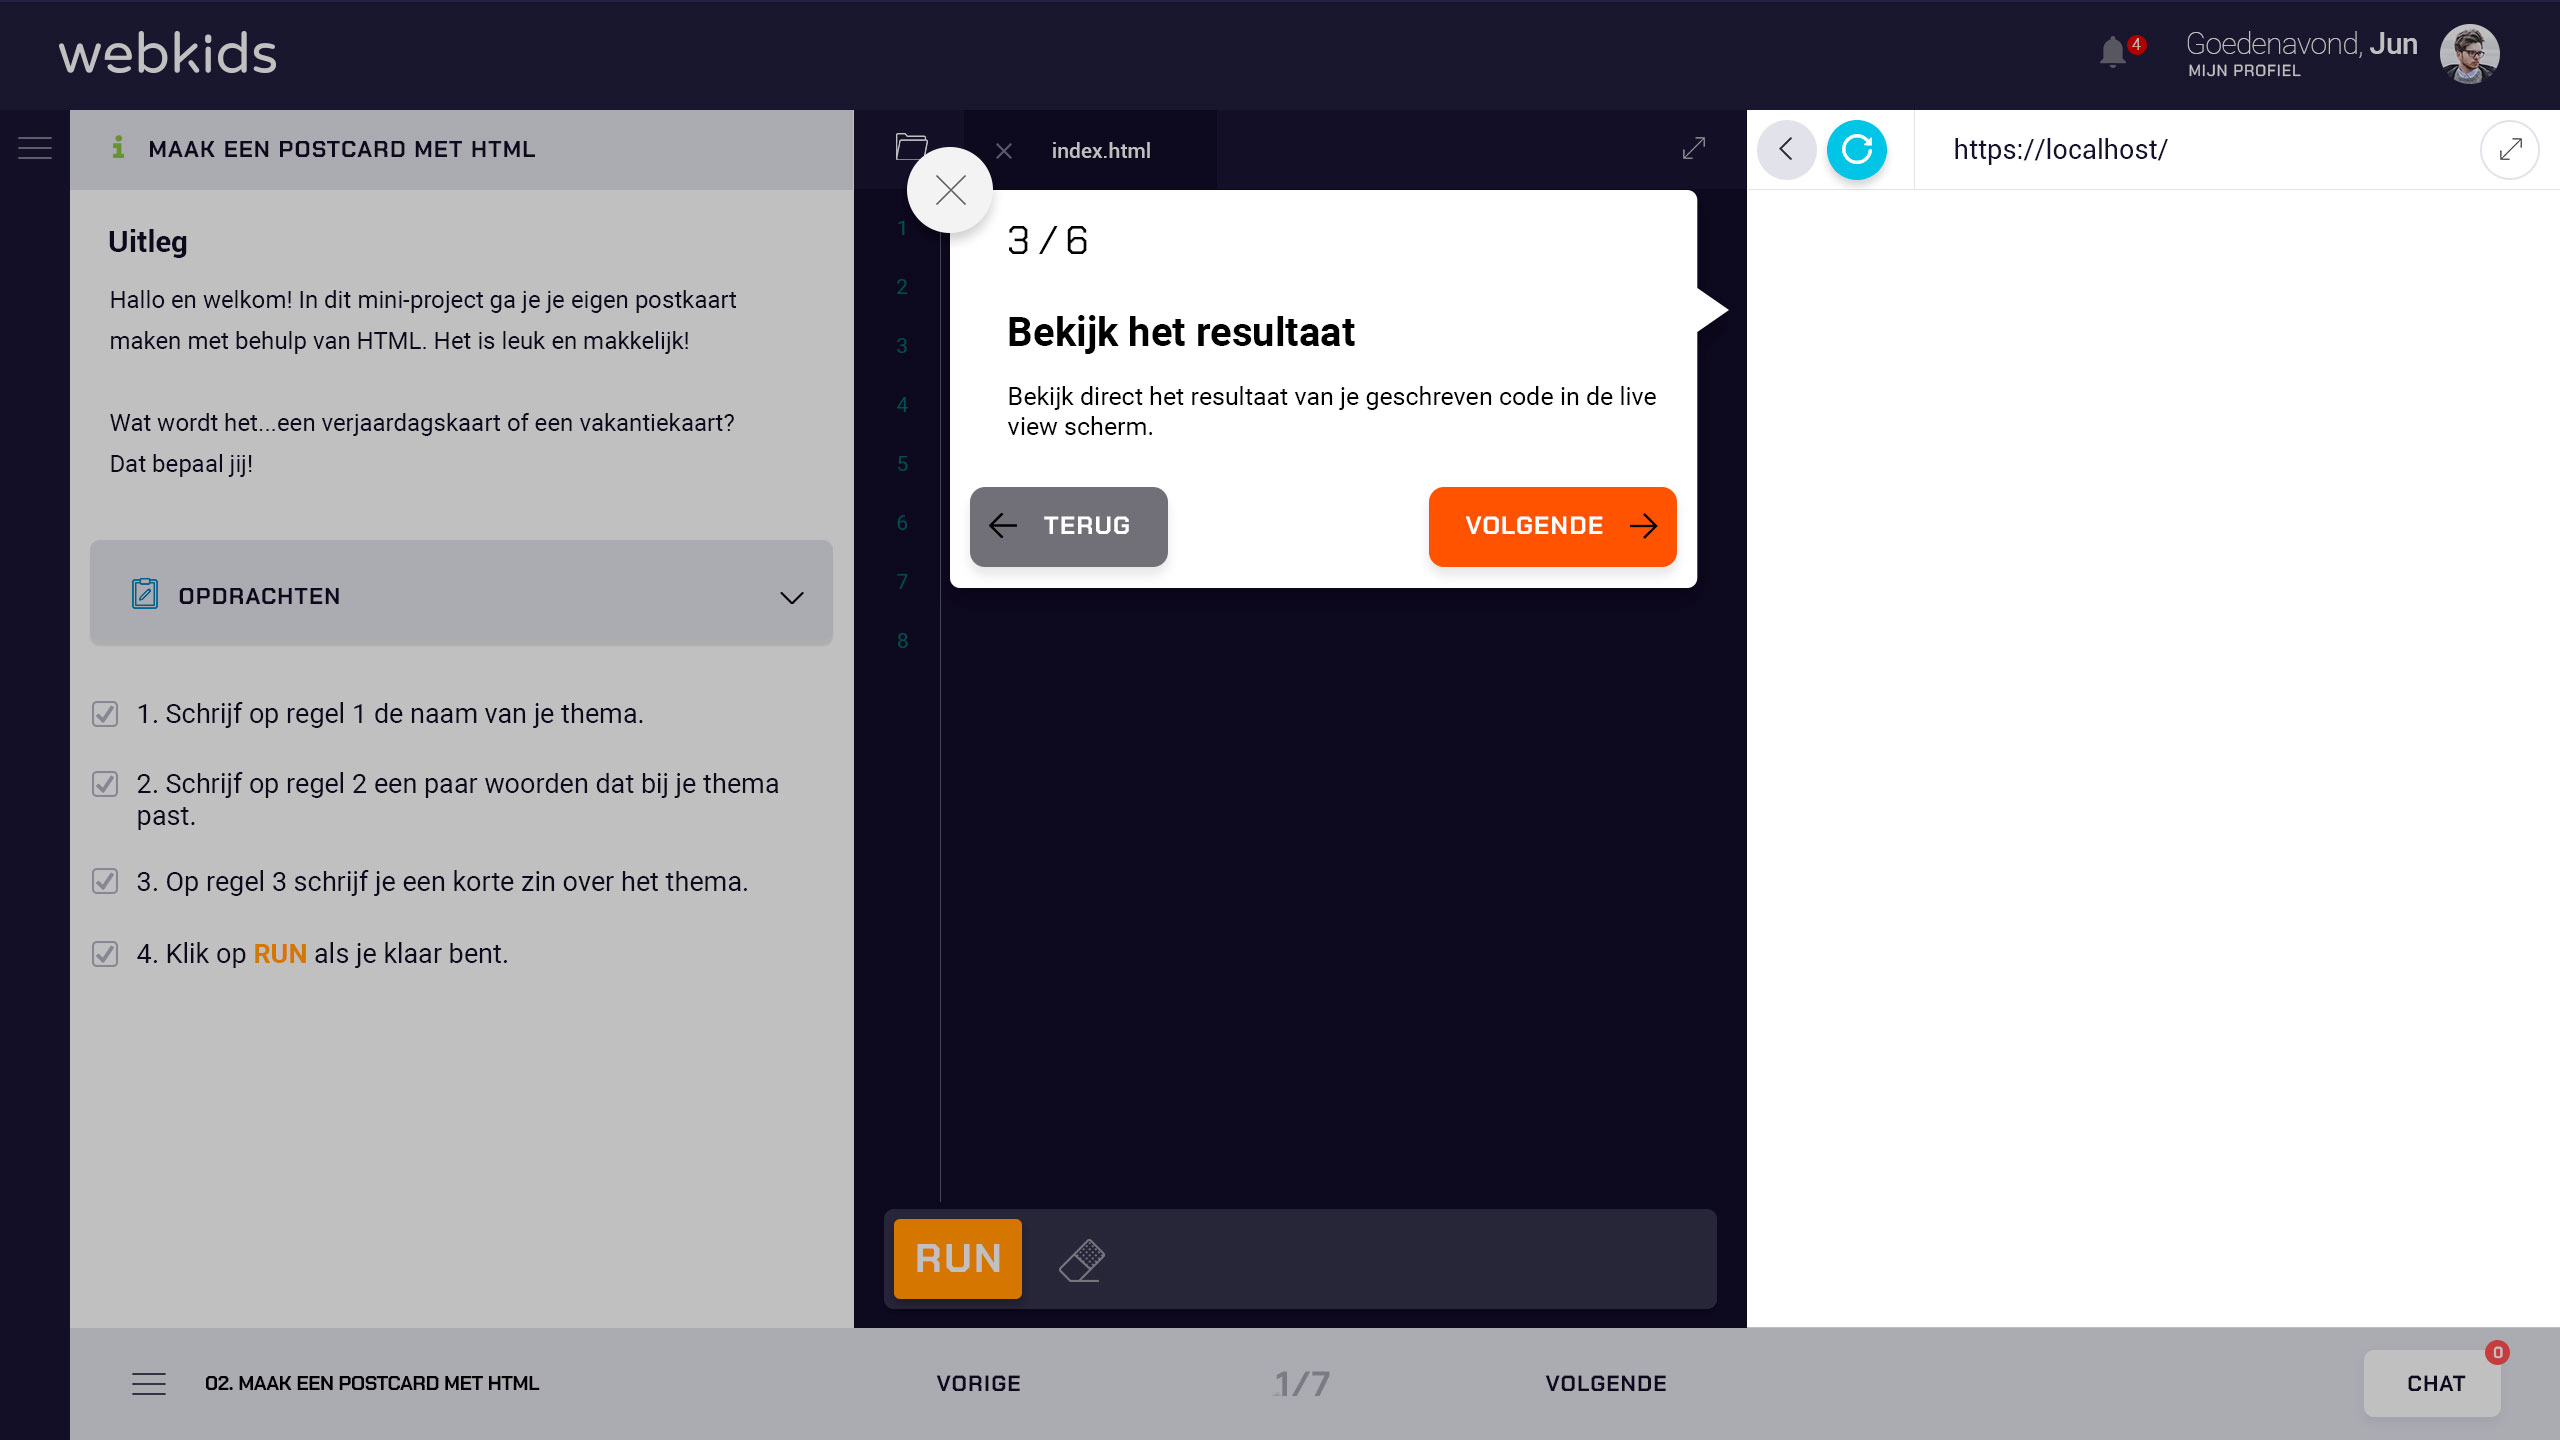 webkids
4
Goedenavond, Jun
MIJN PROFIEL
MAAK EEN POSTCARD MET HTML
Uitleg
Hallo en welkom! In dit mini-project ga je je eigen postkaart
maken met behulp van HTML. Het is leuk en makkelijk!
Wat wordt het...een verjaardagskaart of een vakantiekaart?
Dat bepaal jij!
OPDRACHTEN
1. Schrijf op regel 1 de naam van je thema.
2. Schrijf op regel 2 een paar woorden dat bij je thema
past.
3. Op regel 3 schrijf je een korte zin over het thema.
4. Klik op RUN als je klaar bent.
index.html
1
2
3
4
5
6
7
8
3 / 6
Bekijk het resultaat
Bekijk direct het resultaat van je geschreven code in de live
view scherm.
TERUG
VOLGENDE
RUN
https://localhost/
02. MAAK EEN POSTCARD MET HTML
VORIGE
1/7
VOLGENDE
CHAT
0